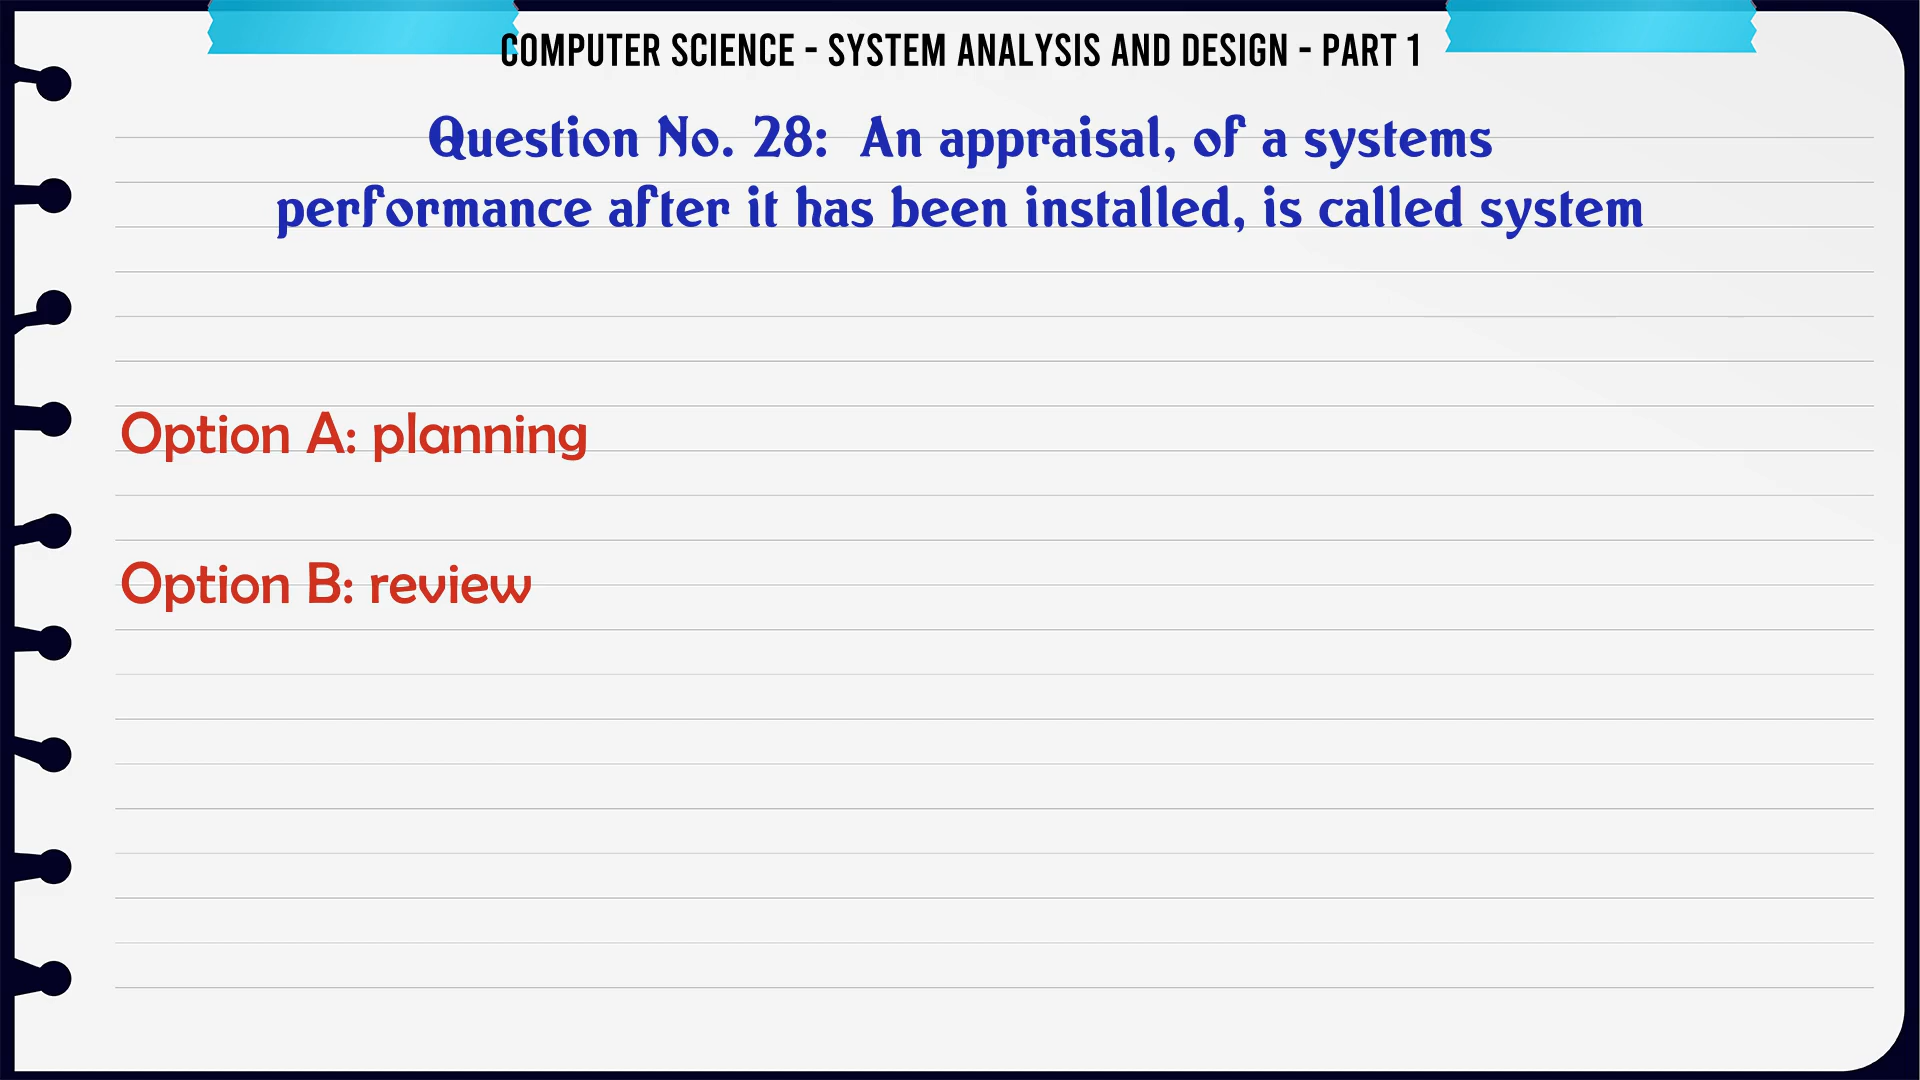 COMPUTER SCIENCE - SYSTEM ANALYSIS AND DESIGN - PART 1
Question No. 28: An appraisal, of a systems
performance after it has been installed, is called system
Option A: planning
Option B: review